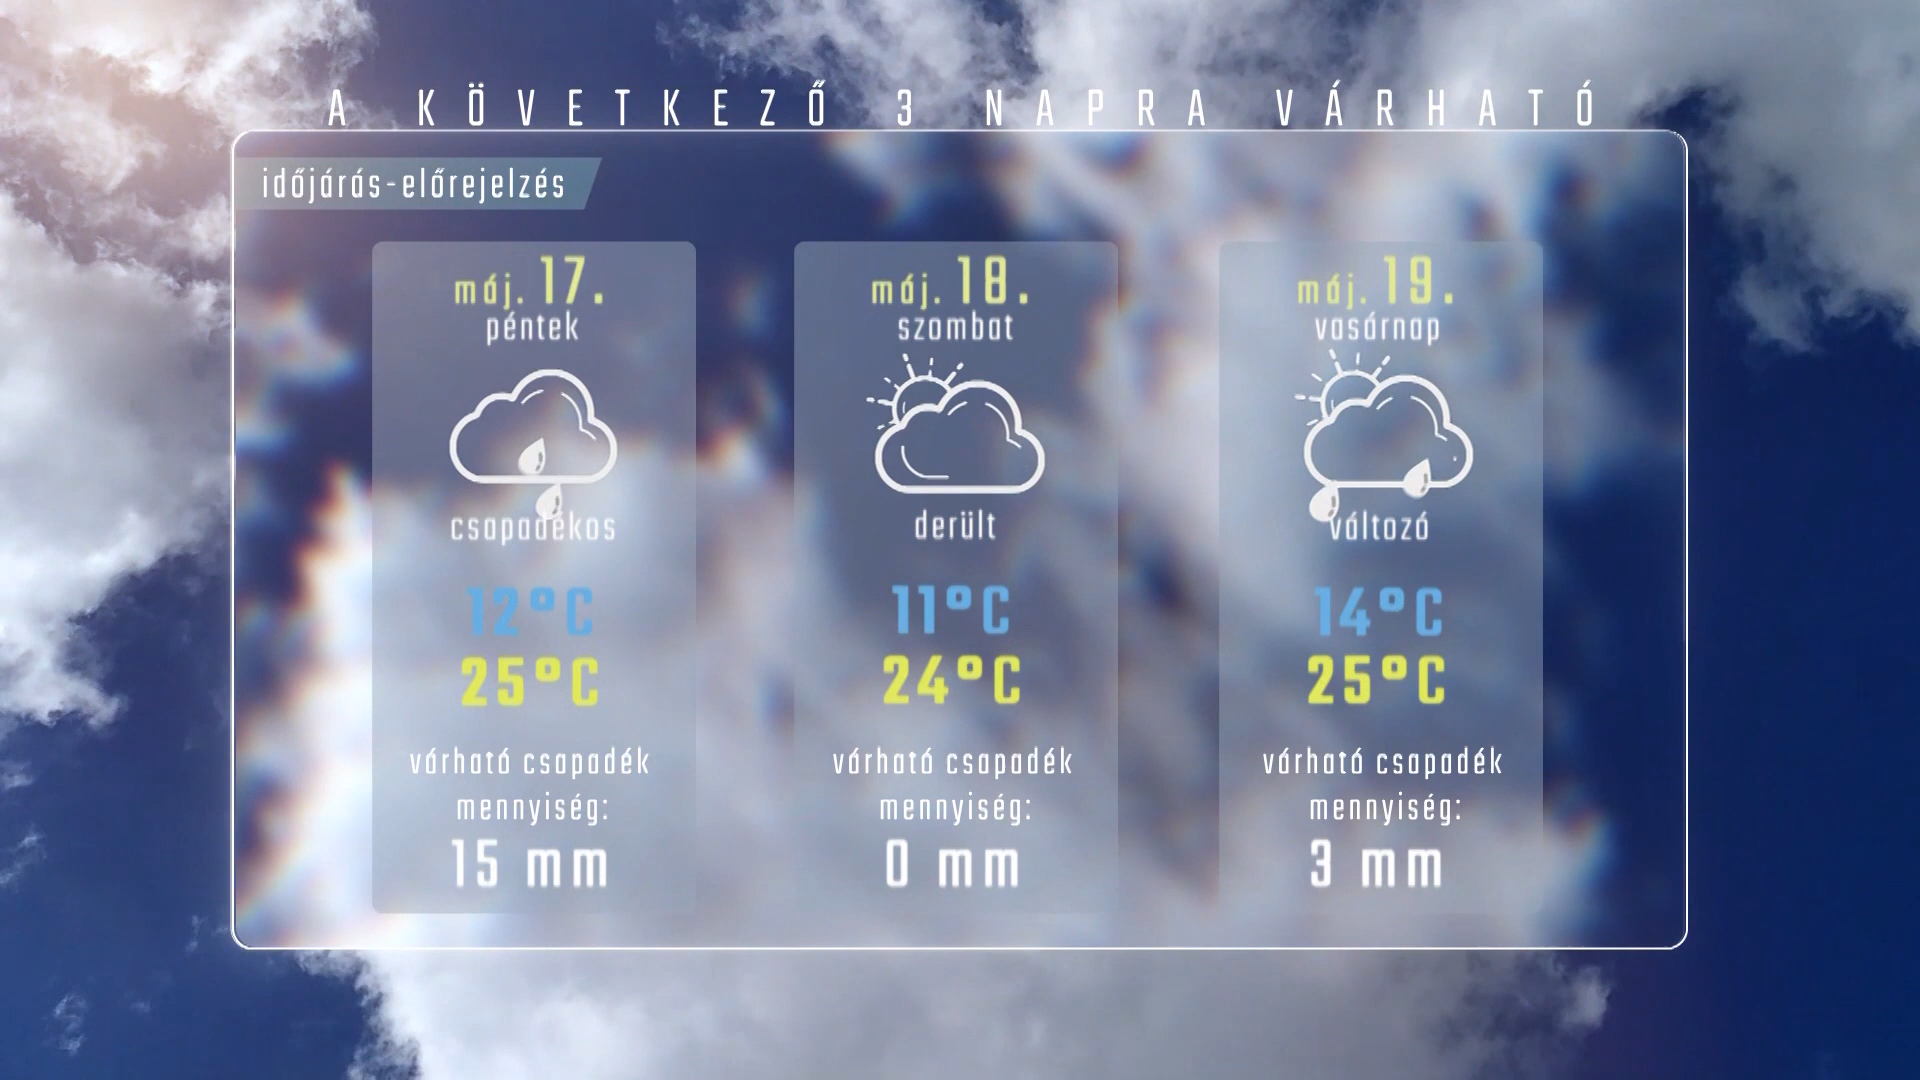 A KÖVETKEZŐ 3 NAPRA VÁRHATÓ
időjárás-előrejelzés
máj. 17.
péntek
csapadékos
12°C
25°C
várható csapadék
mennyiség:
15 mm
máj. 18.
szombat
derült
11°C
24°C
várható csapadék
mennyiség:
0 mm
máj. 19.
vasárnap
változó
14°C
25°C
várható csapadék
mennyiség:
3 mm